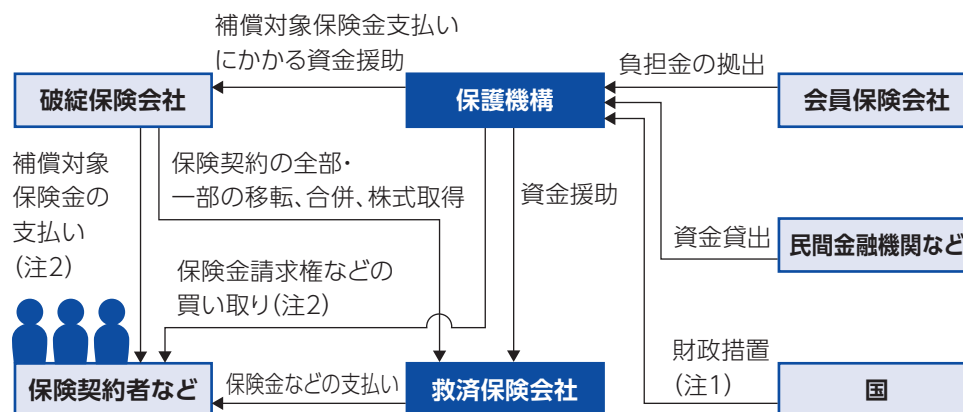 補償対象保険金支払い
にかかる資金援助
負担金の拠出
破綻保険会社
保護機構
会員保険会社
補償対象
保険金の
支払い
(注2)
保険契約の全部・
一部の移転、合併、株式取得
資金援助
資金貸出
民間金融機関など
保険金請求権などの
買い取り(注2)
財政措置
(注1)
保険契約者など
保険金などの支払い
救済保険会社
国